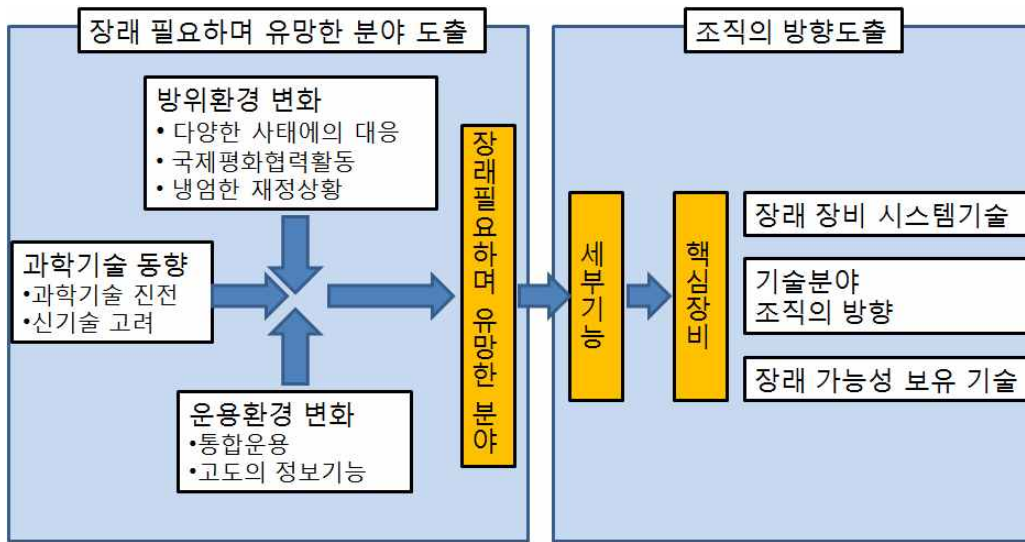 장래 필요하며 유망한 분야 도출
방위환경 변화
• 다양한 사태에의 대응
• 국제평화협력활동
• 냉엄한 재정상황
과학기술 동향
•과학기술 진전
•신기술 고려
운용환경 변화
•통합운용
•고도의 정보기능
장래필요하며 유망한 분야
조직의 방향도출
세부기능
핵심장비
장래 장비 시스템기술
기술분야
조직의 방향
장래 가능성 보유 기술